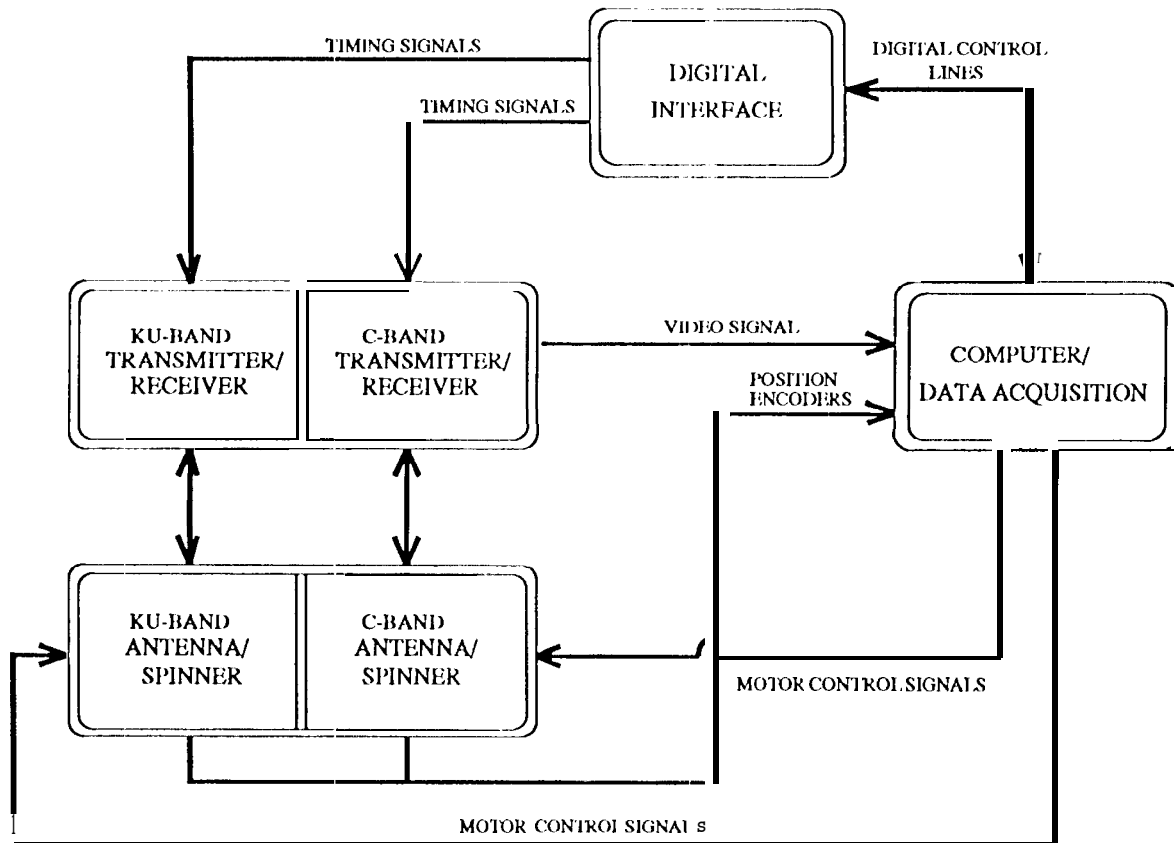 TIMING SIGNALS
DIGITAL
INTERFACE
DIGITAL CONTROL
LINES
TIMING SIGNALS
KU-BAND
TRANSMITTER/
RECEIVER
C-BAND
TRANSMITTER/
RECEIVER
VIDEO SIGNAL
POSITION
ENCODERS
COMPUTER/
DATA ACQUISITION
KU-BAND
ANTENNA/
SPINNER
C-BAND
ANTENNA/
SPINNER
MOTOR CONTROL SIGNALS
MOTOR CONTROL SIGNALS